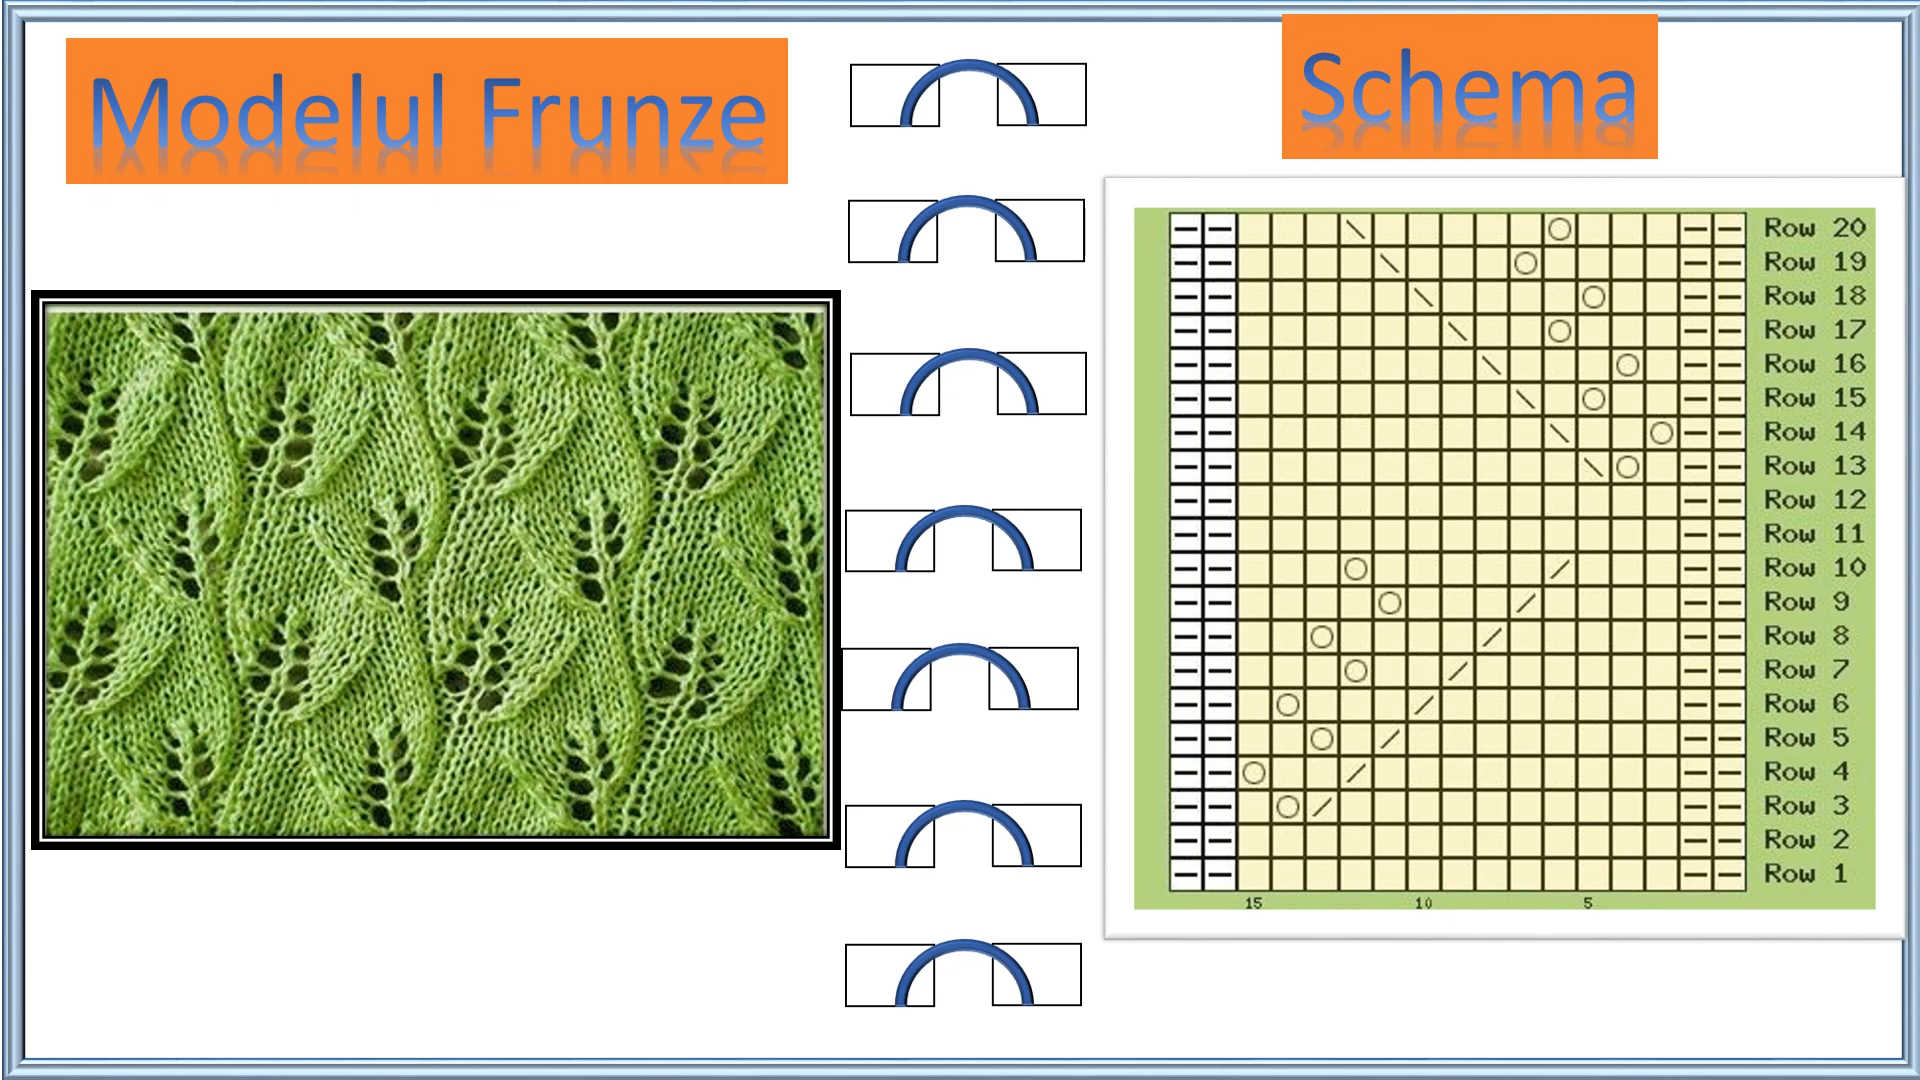 Modelul Frunze
Schema
Row 20
Row 19
Row 18
Row 17
Row 16
Row 15
Row 14
Row 13
Row 12
Row 11
Row 10
Row 9
Row 8
Row 7
Row 6
Row 5
Row 4
Row 3
Row 2
Row 1
15 10 5